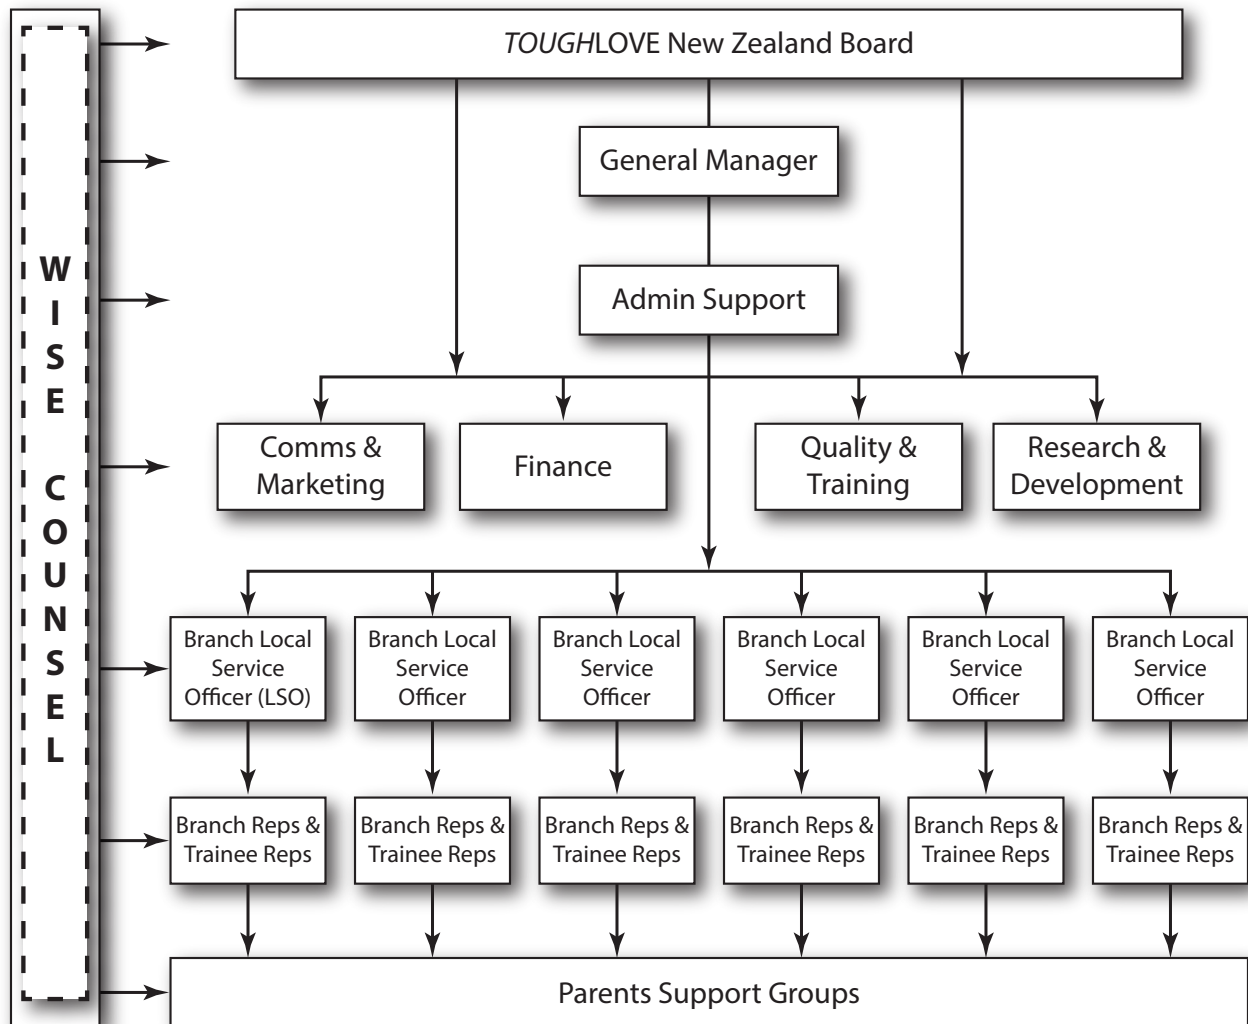 WISE COUNSEL
TOUGHLOVE New Zealand Board
General Manager
Admin Support
Comms &
Marketing
Finance
Quality &
Training
Research &
Development
Branch Local
Service
Officer (LSO)
Branch Local
Service
Officer
Branch Local
Service
Officer
Branch Local
Service
Officer
Branch Local
Service
Officer
Branch Local
Service
Officer
Branch Reps &
Trainee Reps
Branch Reps &
Trainee Reps
Branch Reps &
Trainee Reps
Branch Reps &
Trainee Reps
Branch Reps &
Trainee Reps
Branch Reps &
Trainee Reps
Parents Support Groups